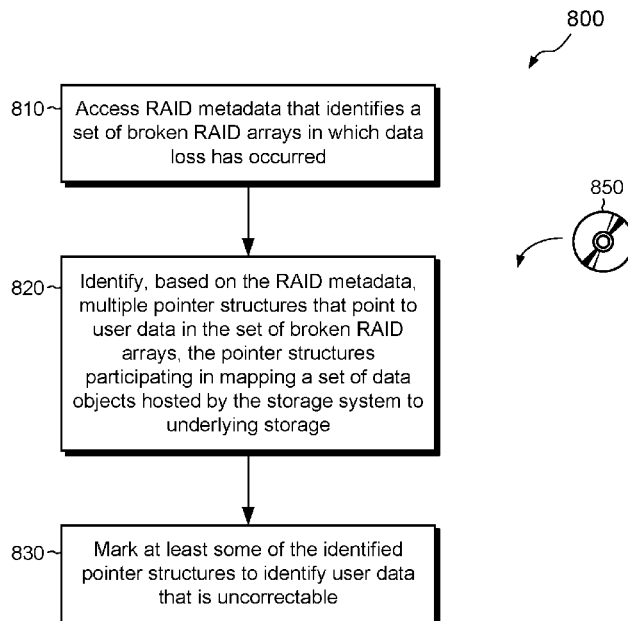 800
810
Access RAID metadata that identifies a
set of broken RAID arrays in which data
loss has occurred
850
820
Identify, based on the RAID metadata,
multiple pointer structures that point to
user data in the set of broken RAID
arrays, the pointer structures
participating in mapping a set of data
objects hosted by the storage system to
underlying storage
830
Mark at least some of the identified
pointer structures to identify user data
that is uncorrectable